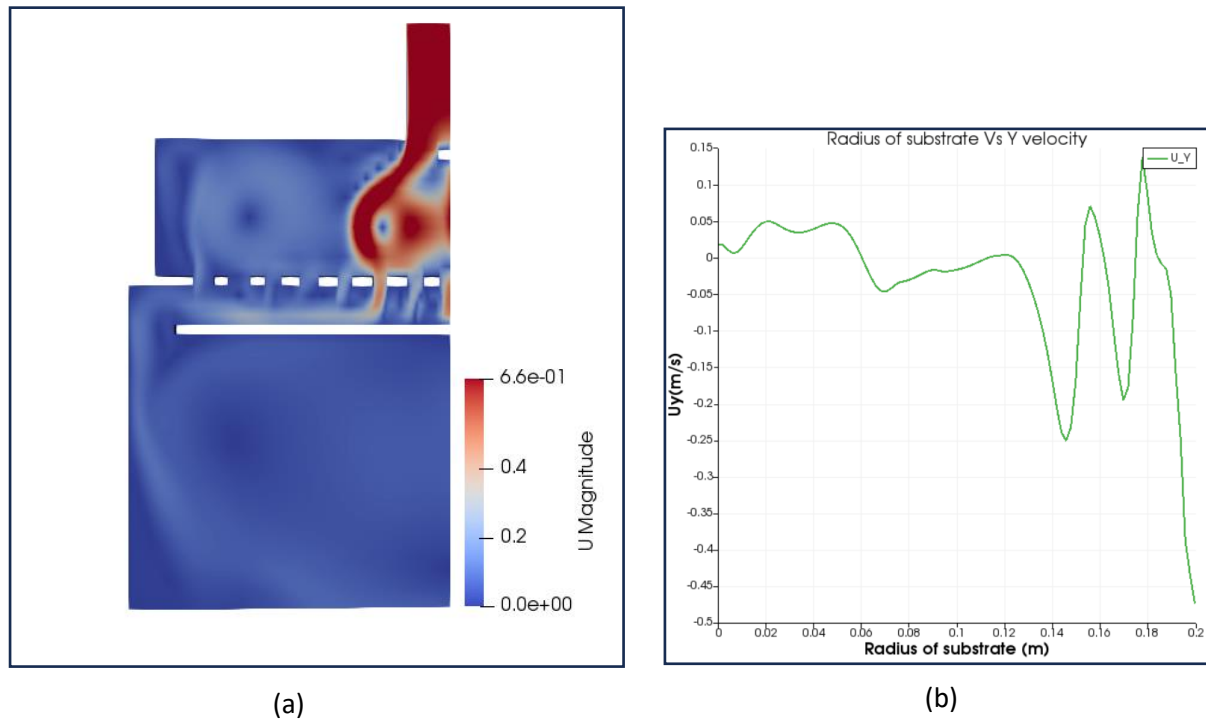 6.6e-01
0.4
0.2
0.0e+00
U Magnitude
(a)
Radius of substrate Vs Y velocity
U_Y
0.15
0.1
0.05
0
-0.05
-0.1
-0.15
-0.2
-0.25
-0.3
-0.35
-0.4
-0.45
-0.5
Uy(m/s)
0 0.02 0.04 0.06 0.08 0.1 0.12 0.14 0.16 0.18 0.2
Radius of substrate (m)
(b)